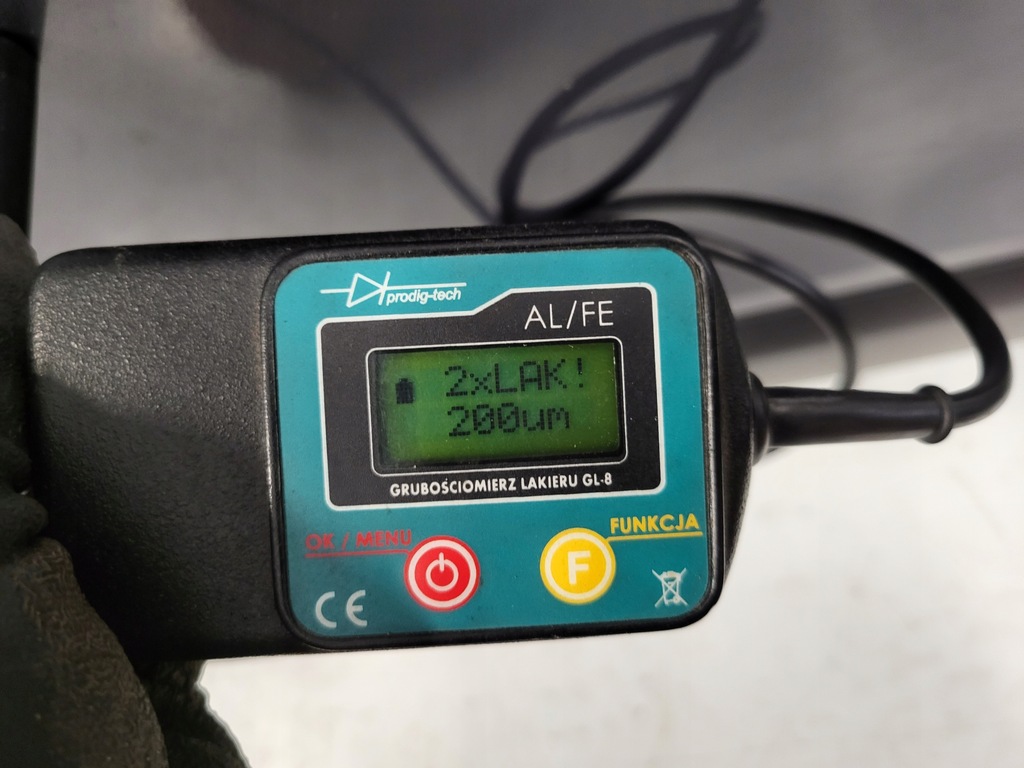 prodig-tech
AL/FE
2xLAK!
200um
GRUBOŚCIOMIERZ LAKIERU GL-8
OK / MENU
FUNKCJA
F
CE